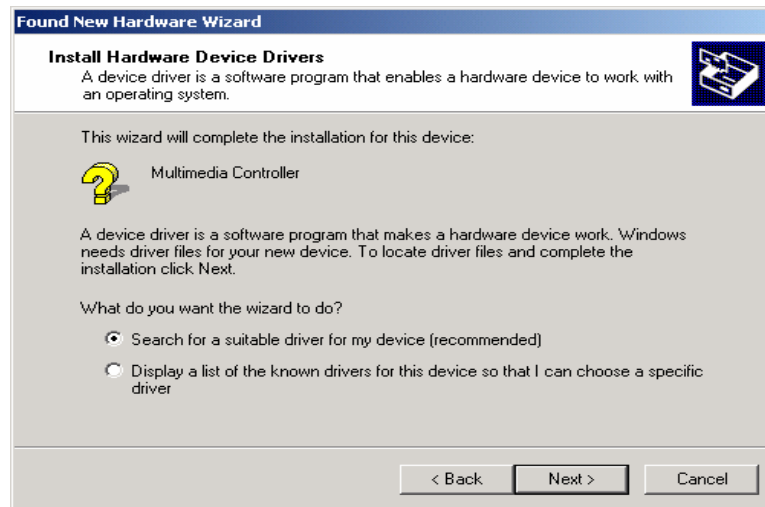 Found New Hardware Wizard
Install Hardware Device Drivers
A device driver is a software program that enables a hardware device to work with
an operating system.
This wizard will complete the installation for this device:
Multimedia Controller
A device driver is a software program that makes a hardware device work. Windows
needs driver files for your new device. To locate driver files and complete the
installation click Next.
What do you want the wizard to do?
Search for a suitable driver for my device (recommended)
Display a list of the known drivers for this device so that I can choose a specific
driver
< Back Next > Cancel